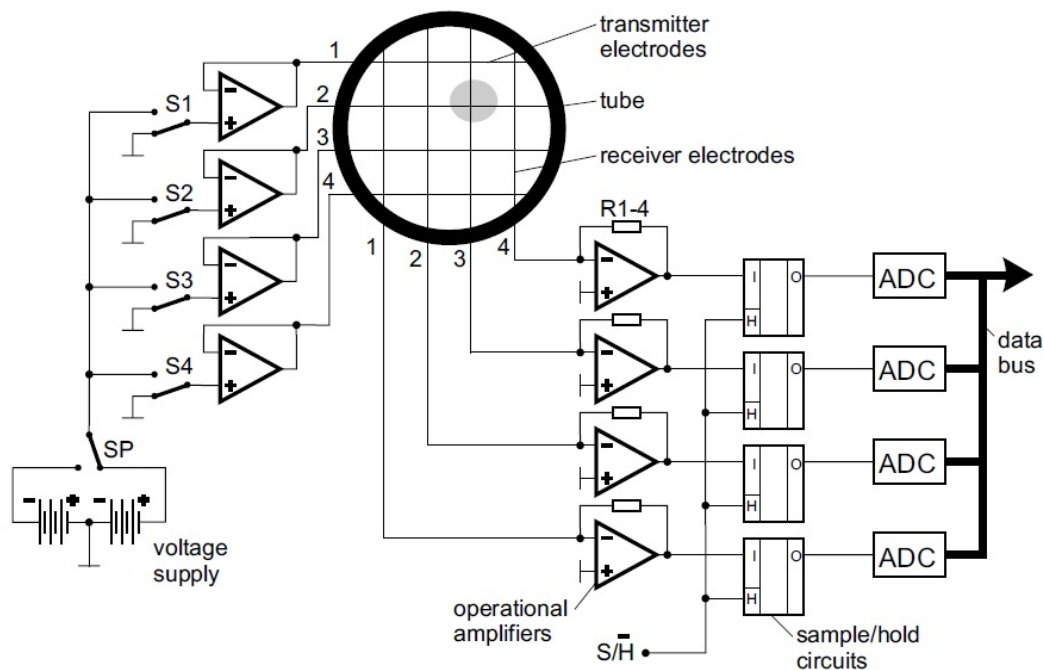 transmitter
electrodes
1
S1
-
+
2
tube
3
receiver electrodes
S2
-
+
4
R1-4
1
2
3
4
S3
-
+
-
+
I
O
H
ADC
S4
-
+
-
+
I
O
H
ADC
data
bus
SP
-
+
-
+
-
+
I
O
H
ADC
voltage
supply
-
+
I
O
H
ADC
operational
amplifiers
S/H̅
sample/hold
circuits